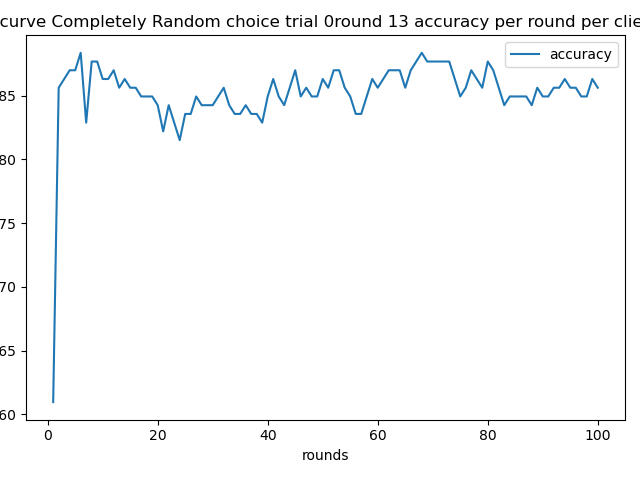 curve Completely Random choice trial 0round 13 accuracy per round per clie
accuracy
85
80
75
70
65
60
0 20 40 60 80 100
rounds